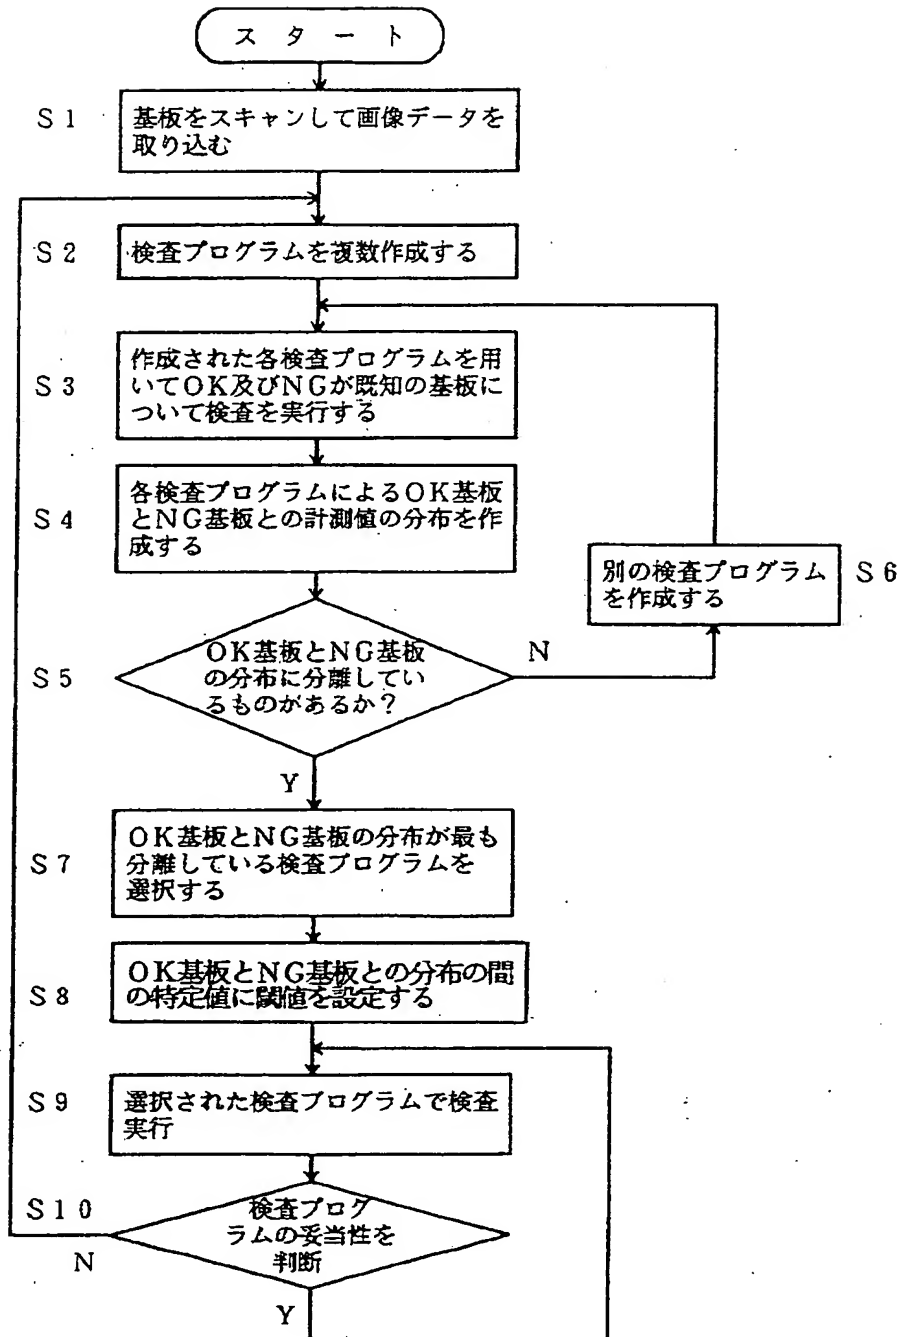 スタート
S1
基板をスキャンして画像データを
取り込む
S2
検査プログラムを複数作成する
S3
作成された各検査プログラムを用
いてOK及びNGが既知の基板に
ついて検査を実行する
S4
各検査プログラムによるOK基板
とNG基板との計測値の分布を作
成する
別の検査プログラム
を作成する
S6
S5
OK基板とNG基板
の分布に分離してい
るものがあるか?
N
Y
S7
OK基板とNG基板の分布が最も
分離している検査プログラムを
選択する
S8
OK基板とNG基板との分布の間
の特定値に閾値を設定する
S9
選択された検査プログラムで検査
実行
S10
検査プログ
ラムの妥当性を
判断
N
Y